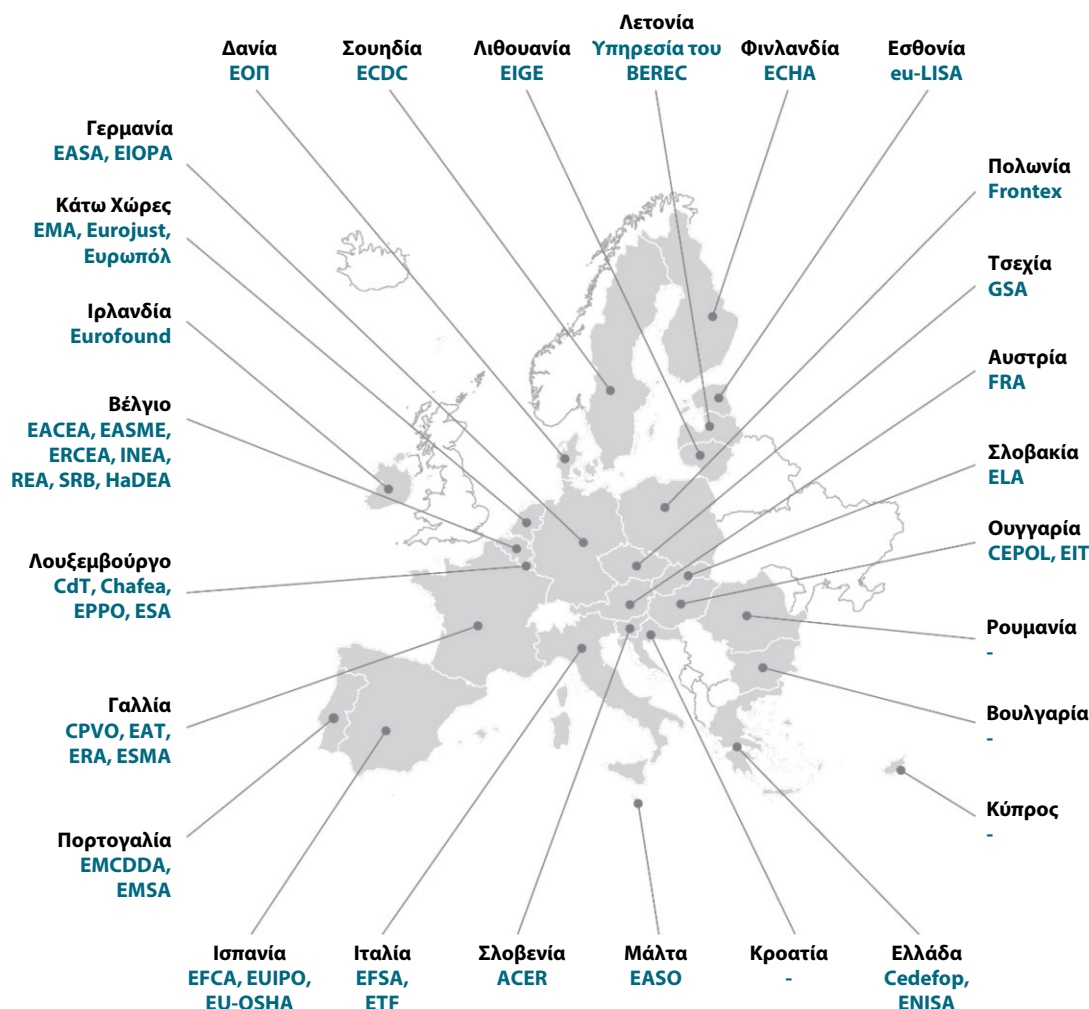 Δανία
ΕΟΠ
Σουηδία
ECDC
Λιθουανία
EIGE
Λετονία
Υπηρεσία του
BEREC
Φινλανδία
ECHA
Εσθονία
eu-LISA
Γερμανία
EASA, EIOPA
Κάτω Χώρες
EMA, Eurojust,
Ευρωπόλ
Ιρλανδία
Eurofound
Βέλγιο
EACEA, EASME,
ERCEA, INEA,
REA, SRB, HaDEA
Λουξεμβούργο
CdT, Chafea,
EPPO, ESA
Γαλλία
CPVO, ΕΑΤ,
ERA, ESMA
Πορτογαλία
EMCDDA,
EMSA
Πολωνία
Frontex
Τσεχία
GSA
Αυστρία
FRA
Σλοβακία
ELA
Ουγγαρία
CEPOL, EIT
Ρουμανία
-
Βουλγαρία
-
Κύπρος
-
Ισπανία
EFCA, EUIPO,
EU-OSHA
Ιταλία
EFSA,
ETF
Σλοβενία
ACER
Μάλτα
EASO
Κροατία
-
Ελλάδα
Cedefop,
ENISA